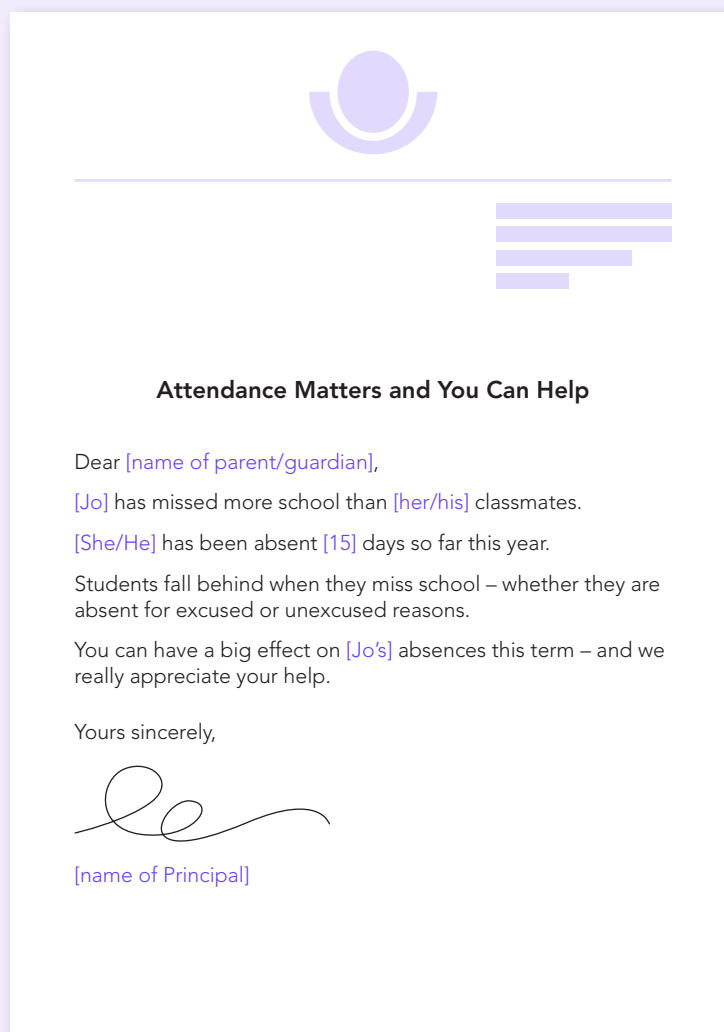 Attendance Matters and You Can Help
Dear [name of parent/guardian],
[Jo] has missed more school than [her/his] classmates.
[She/He] has been absent [15] days so far this year.
Students fall behind when they miss school – whether they are
absent for excused or unexcused reasons.
You can have a big effect on [Jo’s] absences this term – and we
really appreciate your help.
Yours sincerely,
[name of Principal]